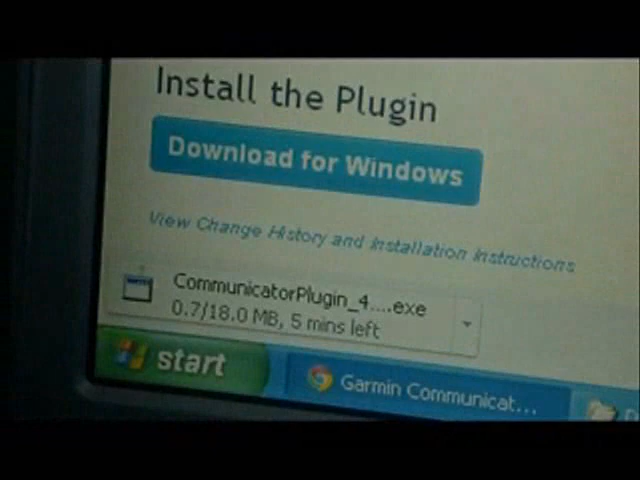 Install the Plugin
Download for Windows
View Change History and Installation Instructions
CommunicatorPlugin_4....exe
0.7/18.0 MB, 5 mins left
start
Garmin Communicat...